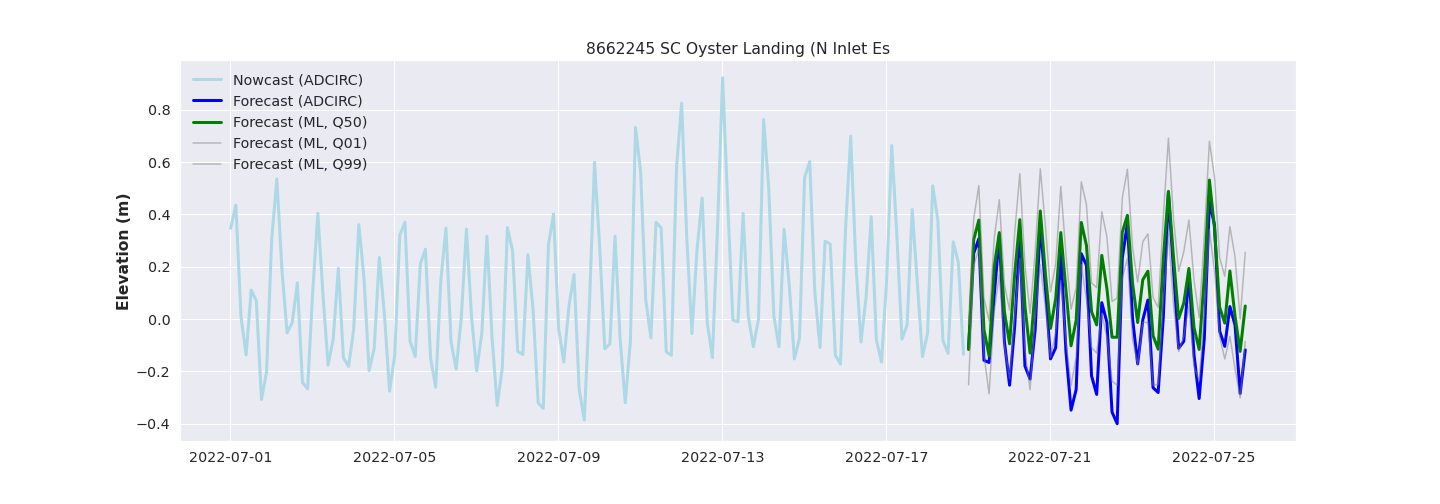 8662245 SC Oyster Landing (N Inlet Es
Nowcast (ADCIRC)
Forecast (ADCIRC)
Forecast (ML, Q50)
Forecast (ML, Q01)
Forecast (ML, Q99)
Elevation (m)
0.8
0.6
0.4
0.2
0.0
−0.2
−0.4
2022-07-01 2022-07-05 2022-07-09 2022-07-13 2022-07-17 2022-07-21 2022-07-25